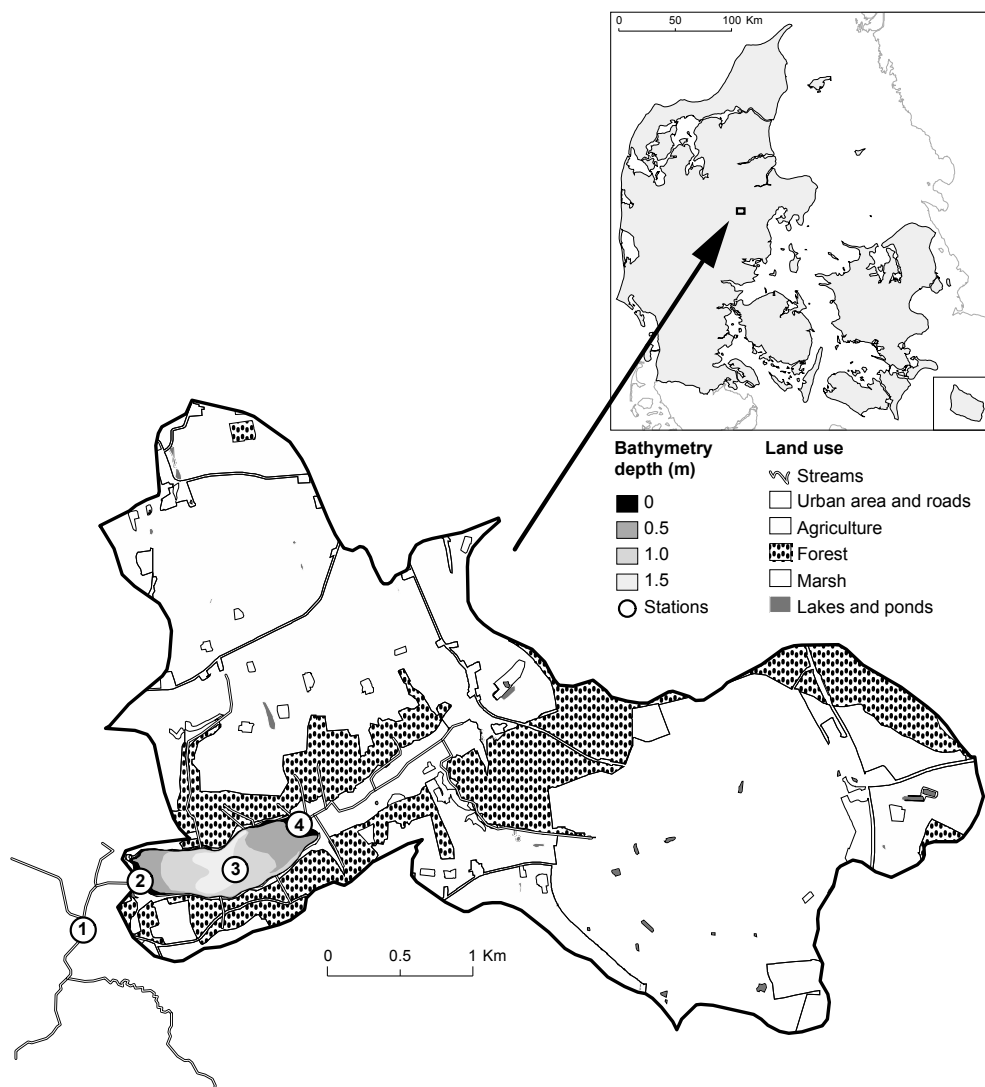 0 50 100 Km
Bathymetry
depth (m)
0
0.5
1.0
1.5
Stations
Land use
Streams
Urban area and roads
Agriculture
Forest
Marsh
Lakes and ponds
4
3
2
1
0 0.5 1 Km